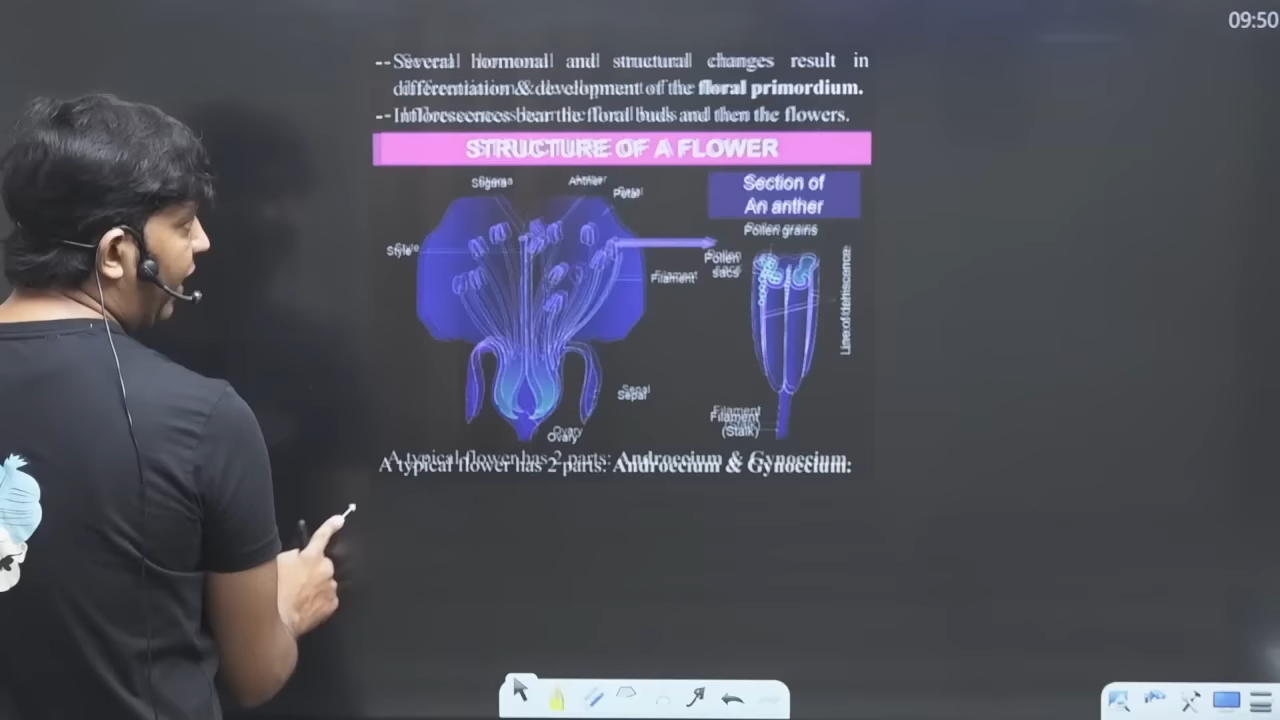 09:50
-- Several hormonal and structural changes result in
differentiation & development of the floral primordium.
-- Inflorescences bear the floral buds and then the flowers.
STRUCTURE OF A FLOWER
Stigma
Anther
Petal
Style
Filament
Sepal
Ovary
Section of
An anther
Pollen grains
Pollen
sacs
Line of dehiscence
Filament
(Stalk)
A typical flower has 2 parts: Androecium & Gynoecium.